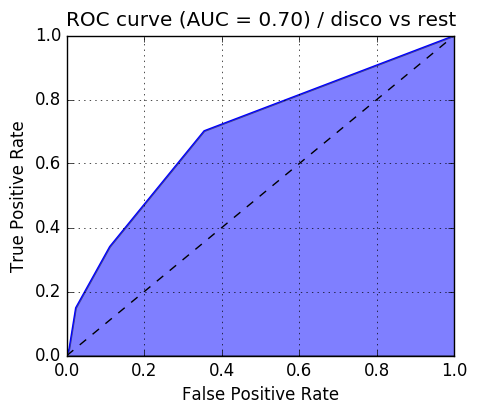 ROC curve (AUC = 0.70) / disco vs rest
1.0
0.8
0.6
0.4
0.2
0.0
True Positive Rate
0.0 0.2 0.4 0.6 0.8 1.0
False Positive Rate